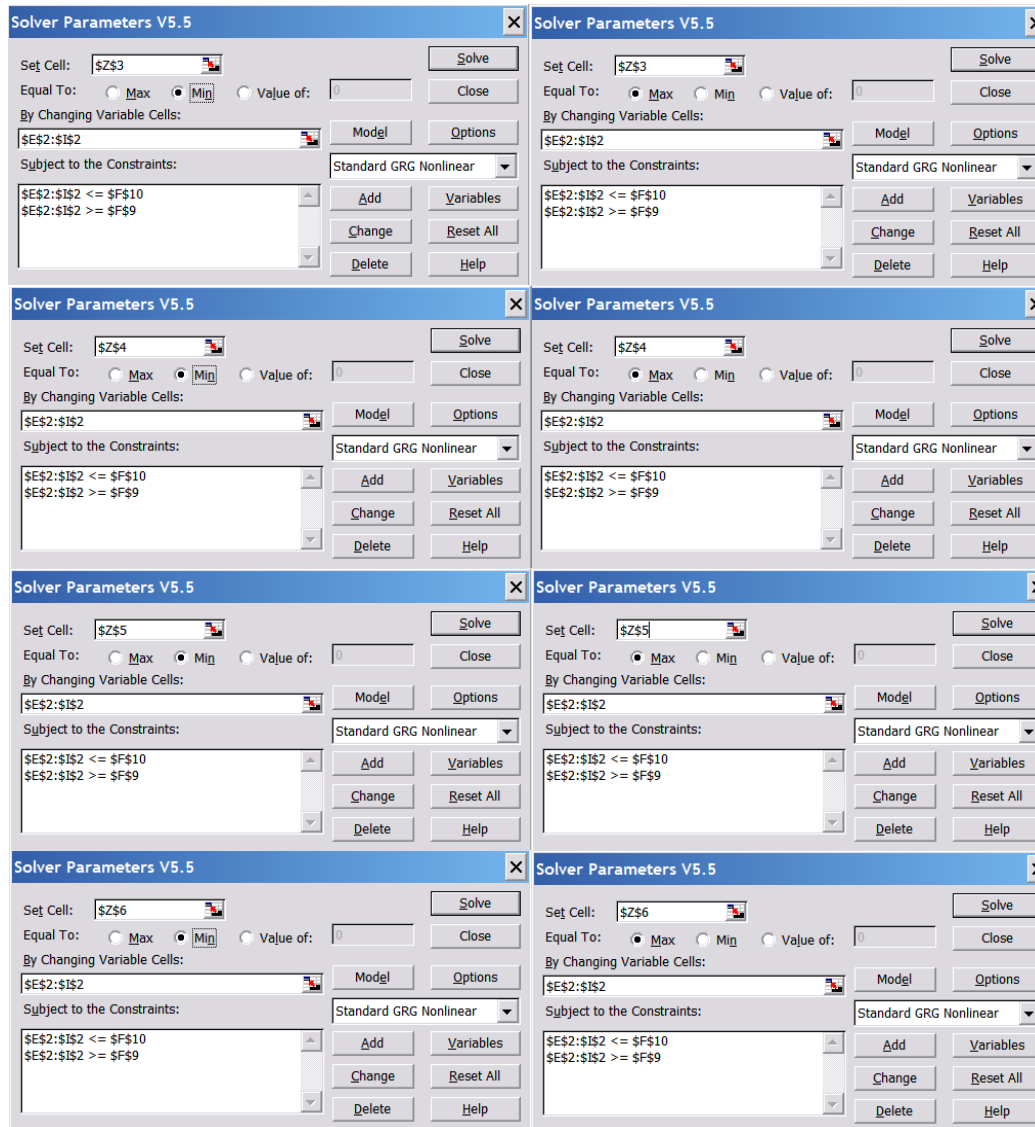 Solver Parameters V5.5
Set Cell: $Z$3 Solve
Equal To: Max Min Value of: 0 Close
By Changing Variable Cells:
$E$2:$I$2 Model Options
Subject to the Constraints: Standard GRG Nonlinear
$E$2:$I$2 <= $F$10 Add Variables
$E$2:$I$2 >= $F$9
Change Reset All
Delete Help
Solver Parameters V5.5
Set Cell: $Z$3 Solve
Equal To: Max Min Value of: 0 Close
By Changing Variable Cells:
$E$2:$I$2 Model Options
Subject to the Constraints: Standard GRG Nonlinear
$E$2:$I$2 <= $F$10 Add Variables
$E$2:$I$2 >= $F$9
Change Reset All
Delete Help
Solver Parameters V5.5
Set Cell: $Z$4 Solve
Equal To: Max Min Value of: 0 Close
By Changing Variable Cells:
$E$2:$I$2 Model Options
Subject to the Constraints: Standard GRG Nonlinear
$E$2:$I$2 <= $F$10 Add Variables
$E$2:$I$2 >= $F$9
Change Reset All
Delete Help
Solver Parameters V5.5
Set Cell: $Z$4 Solve
Equal To: Max Min Value of: 0 Close
By Changing Variable Cells:
$E$2:$I$2 Model Options
Subject to the Constraints: Standard GRG Nonlinear
$E$2:$I$2 <= $F$10 Add Variables
$E$2:$I$2 >= $F$9
Change Reset All
Delete Help
Solver Parameters V5.5
Set Cell: $Z$5 Solve
Equal To: Max Min Value of: 0 Close
By Changing Variable Cells:
$E$2:$I$2 Model Options
Subject to the Constraints: Standard GRG Nonlinear
$E$2:$I$2 <= $F$10 Add Variables
$E$2:$I$2 >= $F$9
Change Reset All
Delete Help
Solver Parameters V5.5
Set Cell: $Z$5 Solve
Equal To: Max Min Value of: 0 Close
By Changing Variable Cells:
$E$2:$I$2 Model Options
Subject to the Constraints: Standard GRG Nonlinear
$E$2:$I$2 <= $F$10 Add Variables
$E$2:$I$2 >= $F$9
Change Reset All
Delete Help
Solver Parameters V5.5
Set Cell: $Z$6 Solve
Equal To: Max Min Value of: 0 Close
By Changing Variable Cells:
$E$2:$I$2 Model Options
Subject to the Constraints: Standard GRG Nonlinear
$E$2:$I$2 <= $F$10 Add Variables
$E$2:$I$2 >= $F$9
Change Reset All
Delete Help
Solver Parameters V5.5
Set Cell: $Z$6 Solve
Equal To: Max Min Value of: 0 Close
By Changing Variable Cells:
$E$2:$I$2 Model Options
Subject to the Constraints: Standard GRG Nonlinear
$E$2:$I$2 <= $F$10 Add Variables
$E$2:$I$2 >= $F$9
Change Reset All
Delete Help